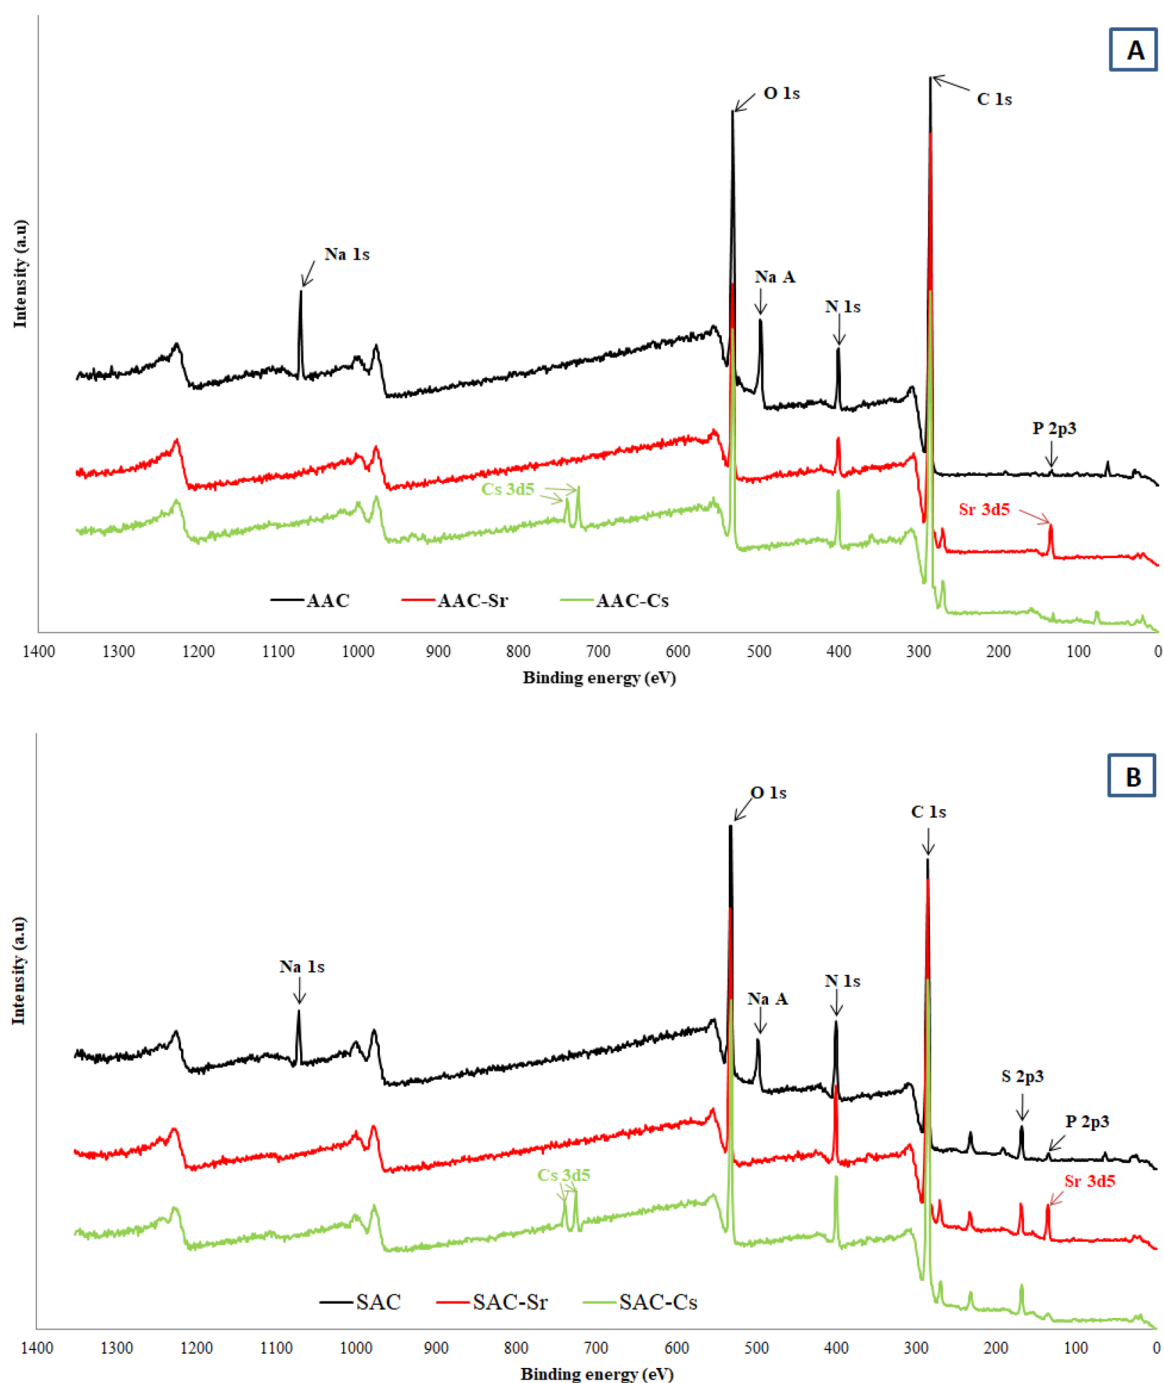 A
O 1s
C 1s
Na 1s
Na A
N 1s
P 2p3
Cs 3d5
Sr 3d5
Intensity (a.u)
AAC AAC-Sr AAC-Cs
1400 1300 1200 1100 1000 900 800 700 600 500 400 300 200 100 0
Binding energy (eV)
B
O 1s
C 1s
Na 1s
Na A
N 1s
S 2p3
P 2p3
Cs 3d5
Sr 3d5
Intensity (a.u)
SAC SAC-Sr SAC-Cs
1400 1300 1200 1100 1000 900 800 700 600 500 400 300 200 100 0
Binding energy (eV)